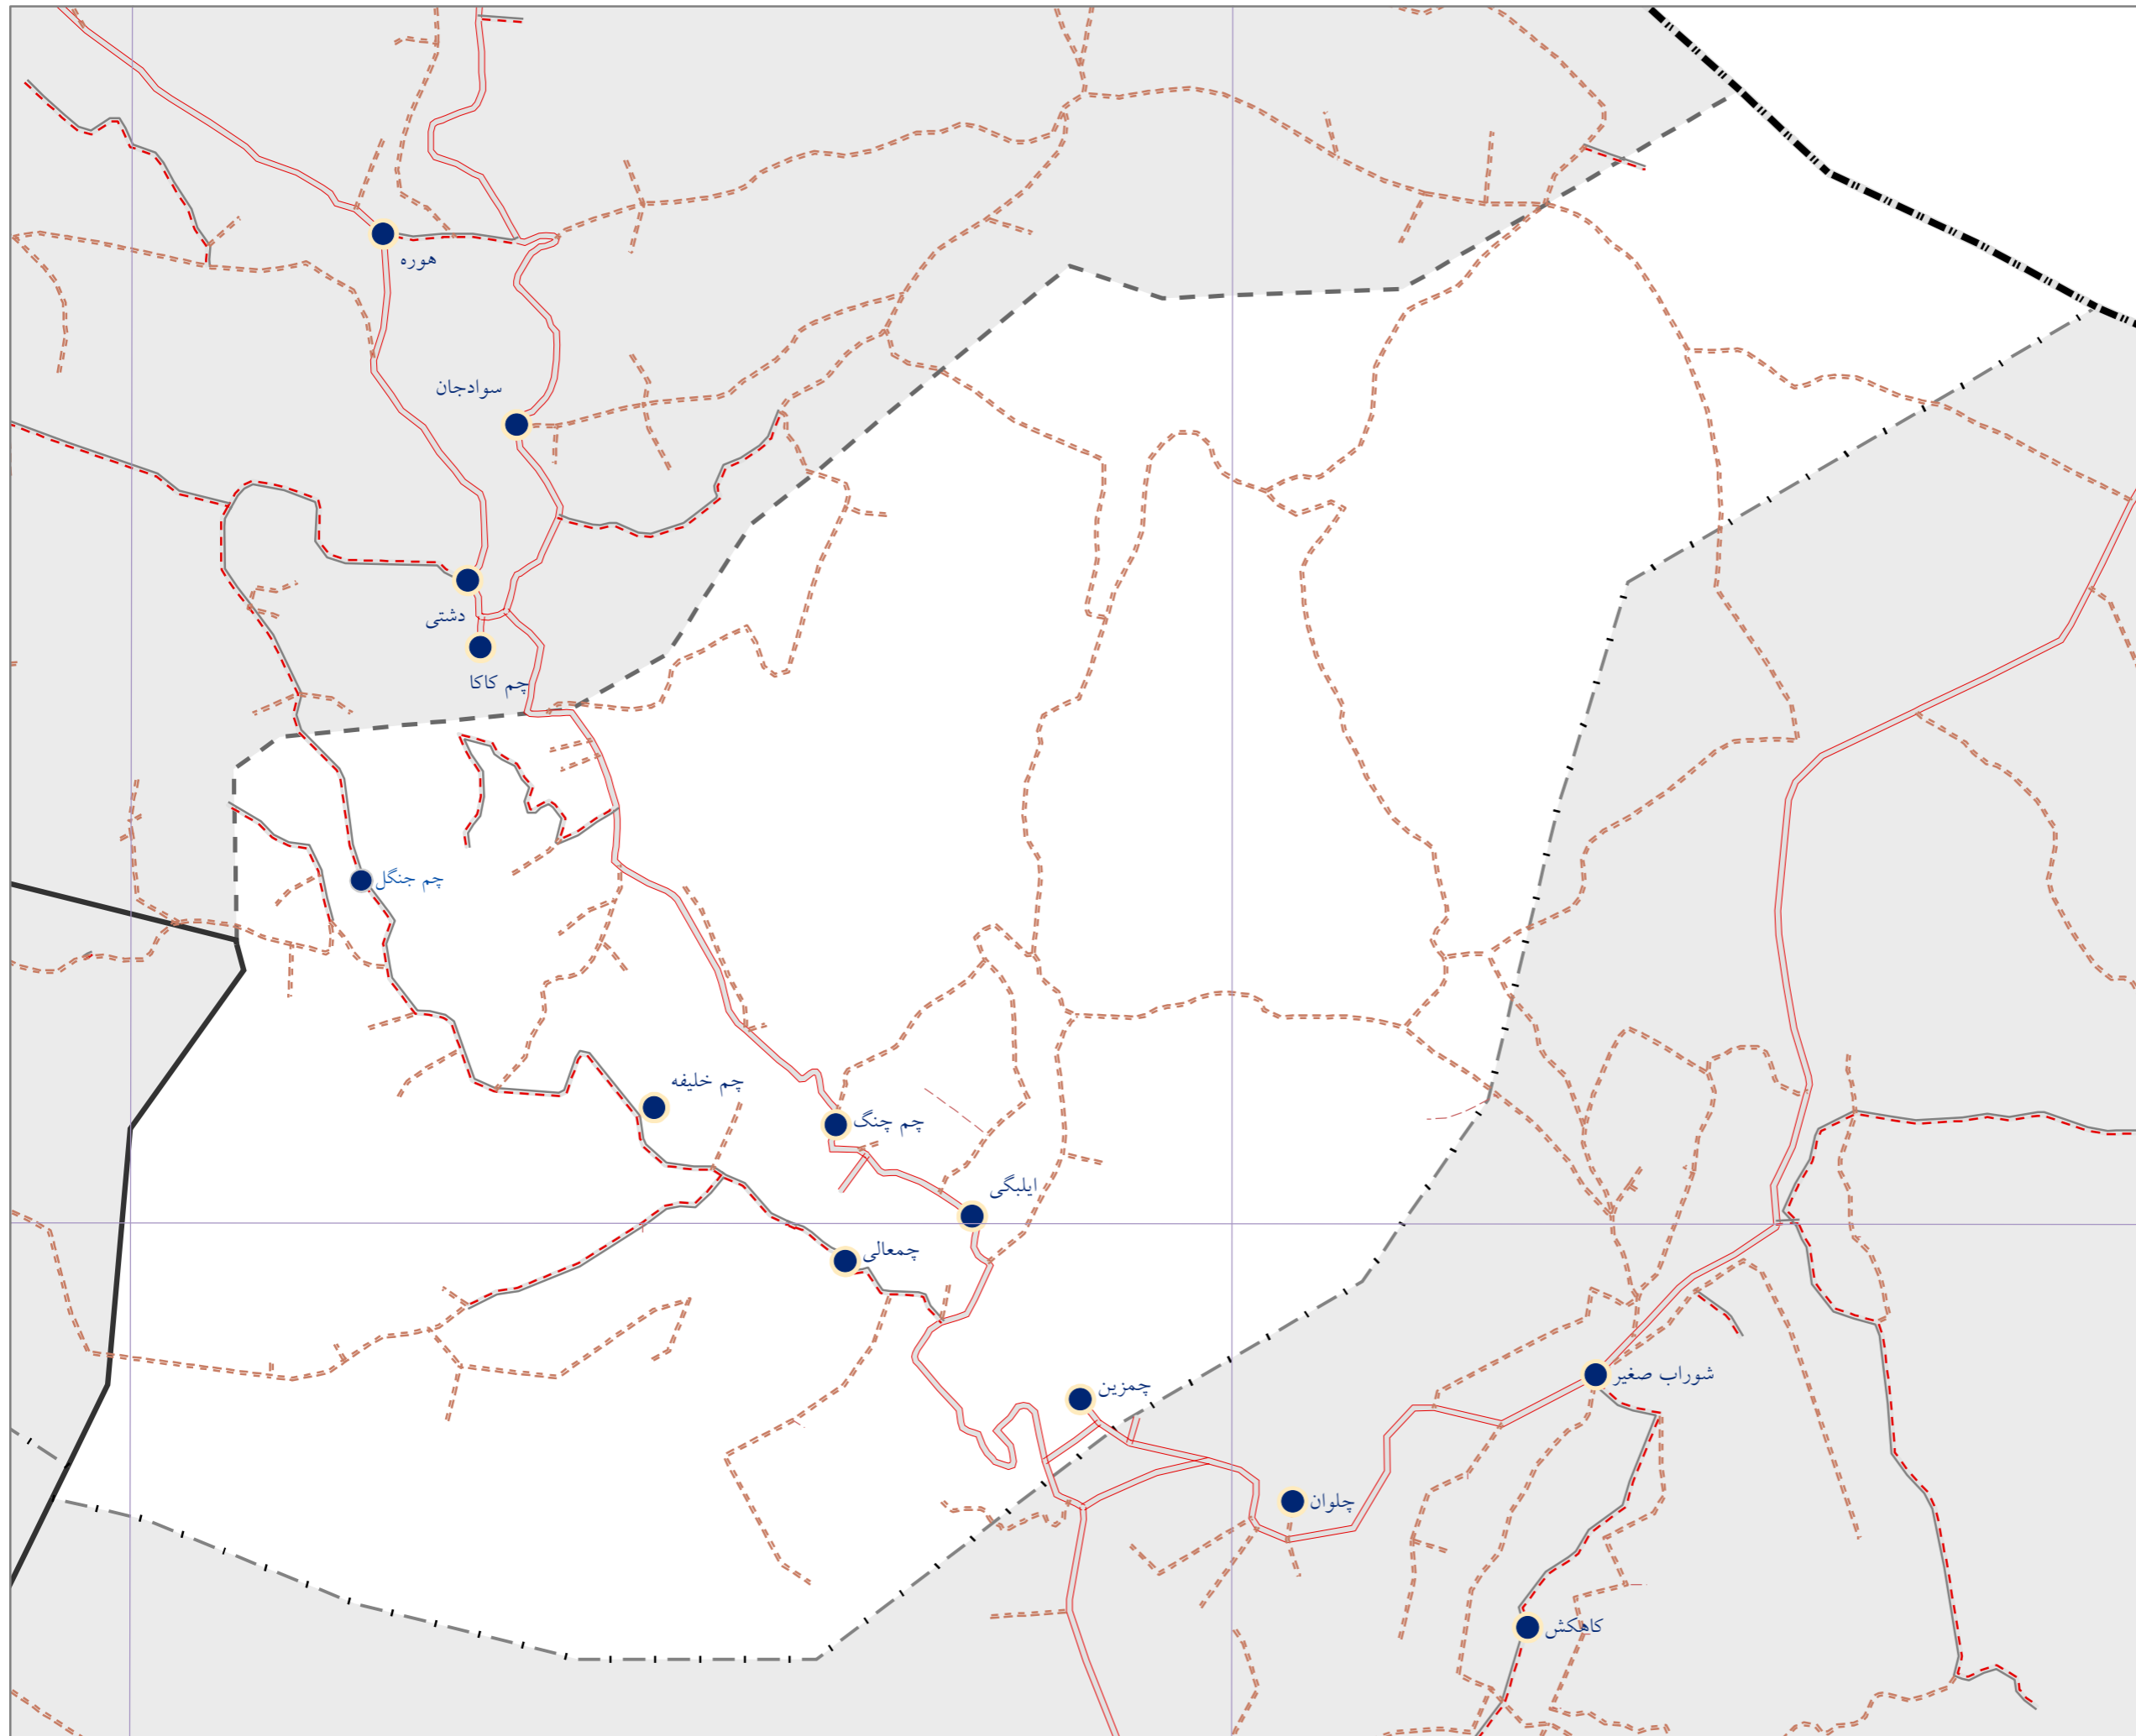 هوره
سوادجان
دشتی
چم کاکا
چم جنگل
چم خلیفه
چم چنگ
ایلبگی
چمعالی
چمزین
شوراب صغیر
چلوان
کاهکش